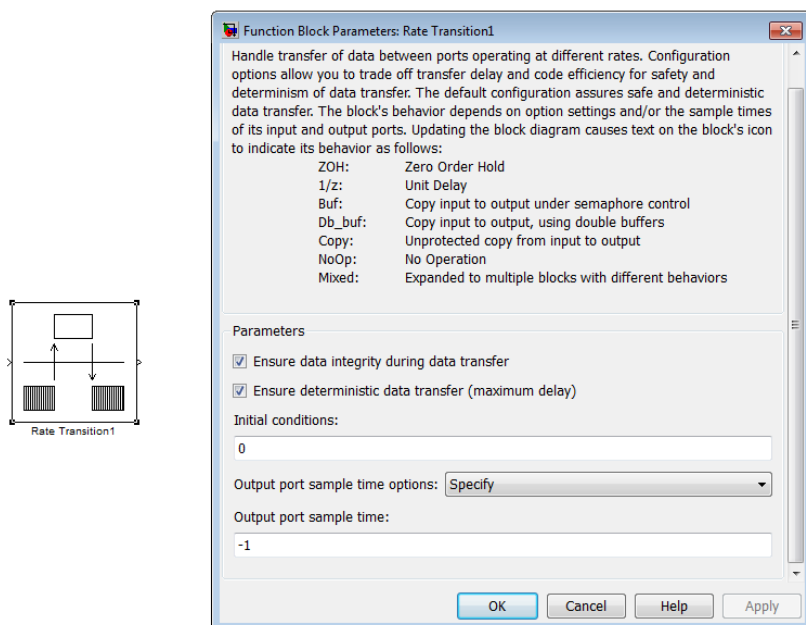 Function Block Parameters: Rate Transition1
Handle transfer of data between ports operating at different rates. Configuration
options allow you to trade off transfer delay and code efficiency for safety and
determinism of data transfer. The default configuration assures safe and deterministic
data transfer. The block's behavior depends on option settings and/or the sample times
of its input and output ports. Updating the block diagram causes text on the block's icon
to indicate its behavior as follows:
ZOH: Zero Order Hold
1/z: Unit Delay
Buf: Copy input to output under semaphore control
Db_buf: Copy input to output, using double buffers
Copy: Unprotected copy from input to output
NoOp: No Operation
Mixed: Expanded to multiple blocks with different behaviors
Parameters
Ensure data integrity during data transfer
Ensure deterministic data transfer (maximum delay)
Initial conditions:
0
Output port sample time options: Specify
Output port sample time:
-1
OK Cancel Help Apply
Rate Transition1